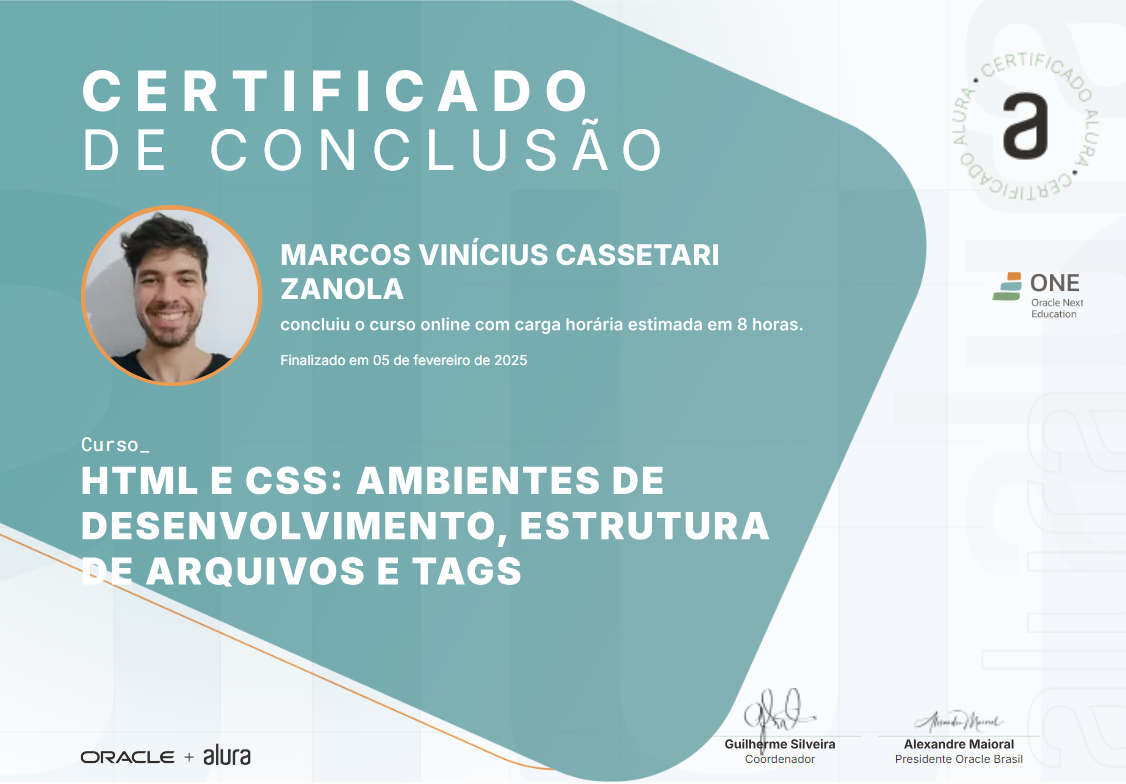 CERTIFICADO
DE CONCLUSÃO
CERTIFICADO ALURA • CERTIFICADO ALURA •
a
MARCOS VINÍCIUS CASSETARI
ZANOLA
concluiu o curso online com carga horária estimada em 8 horas.
Finalizado em 05 de fevereiro de 2025
ONE
Oracle Next
Education
Curso_
HTML E CSS: AMBIENTES DE
DESENVOLVIMENTO, ESTRUTURA
DE ARQUIVOS E TAGS
alura
ORACLE + alura
Guilherme Silveira
Coordenador
Alexandre Maioral
Presidente Oracle Brasil